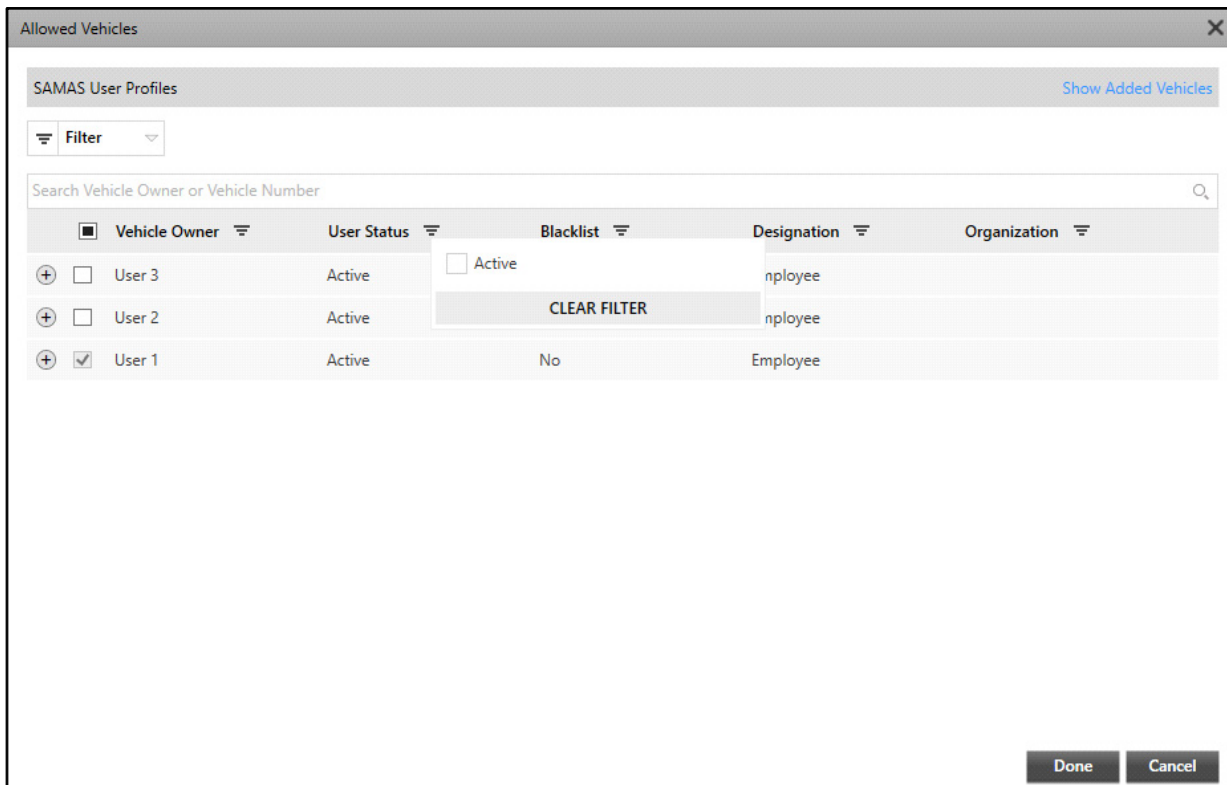 Allowed Vehicles
SAMAS User Profiles Show Added Vehicles
Filter
Search Vehicle Owner or Vehicle Number
Vehicle Owner User Status Blacklist Designation Organization
Active
User 3 Active mployee
CLEAR FILTER
User 2 Active mployee
User 1 Active No Employee
Done Cancel